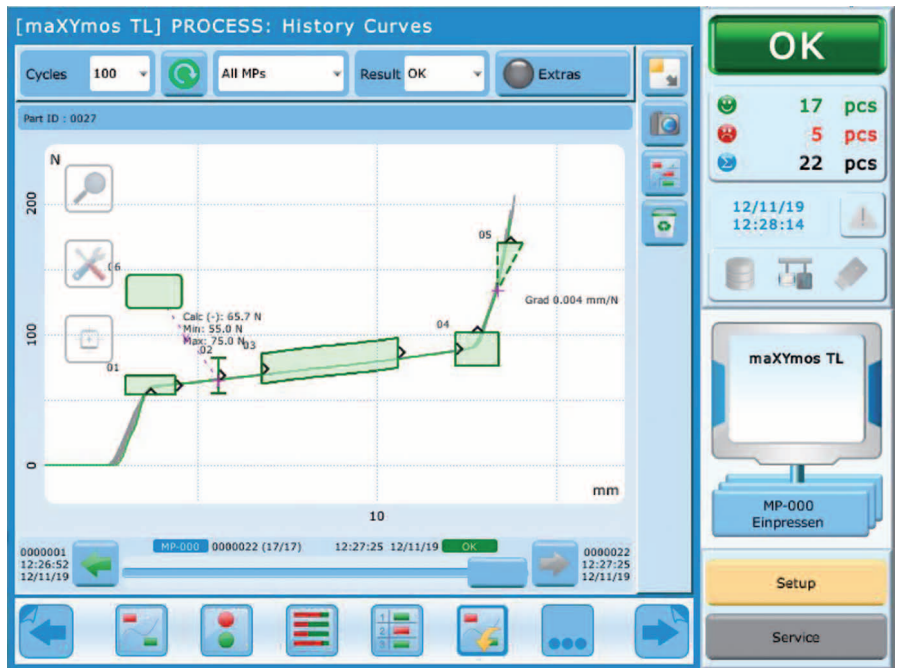 [maXYmos TL] PROCESS: History Curves
Cycles 100 All MPs Result OK Extras
Part ID : 0027
N
200
100
0
06
Calc (-): 65.7 N
Min: 55.0 N
Max: 75.0 N
01
02
03
04
05
Grad 0.004 mm/N
mm
10
0000001
12:26:52
12/11/19
MP-000 0000022 (17/17) 12:27:25 12/11/19 OK
0000022
12:27:25
12/11/19
1
2
3
OK
17 pcs
5 pcs
Σ 22 pcs
12/11/19
12:28:14
maXYmos TL
MP-000
Einpressen
Setup
Service